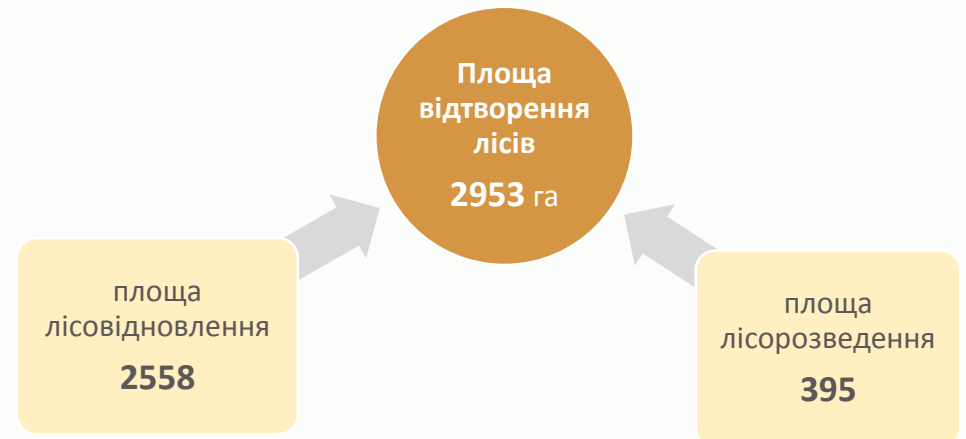 Площа
відтворення
лісів
2953 га
площа
лісовідновлення
2558
площа
лісорозведення
395